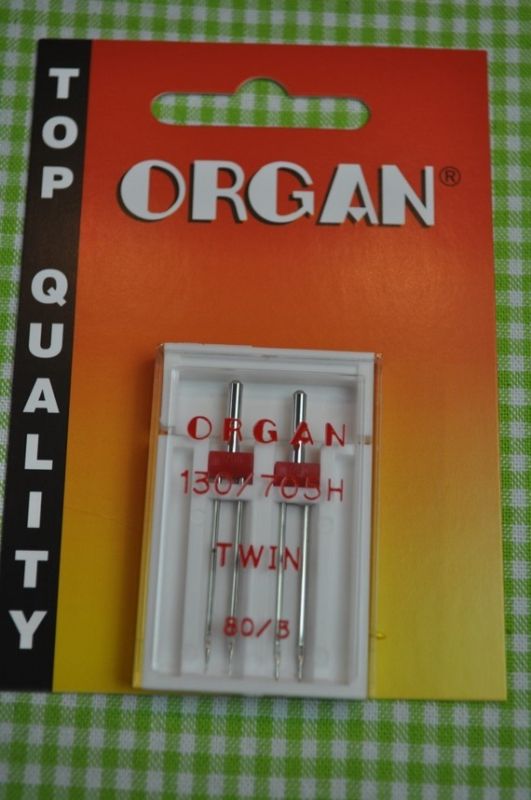 TOP QUALITY
ORGAN®
ORGAN
130/705H
TWIN
80/3